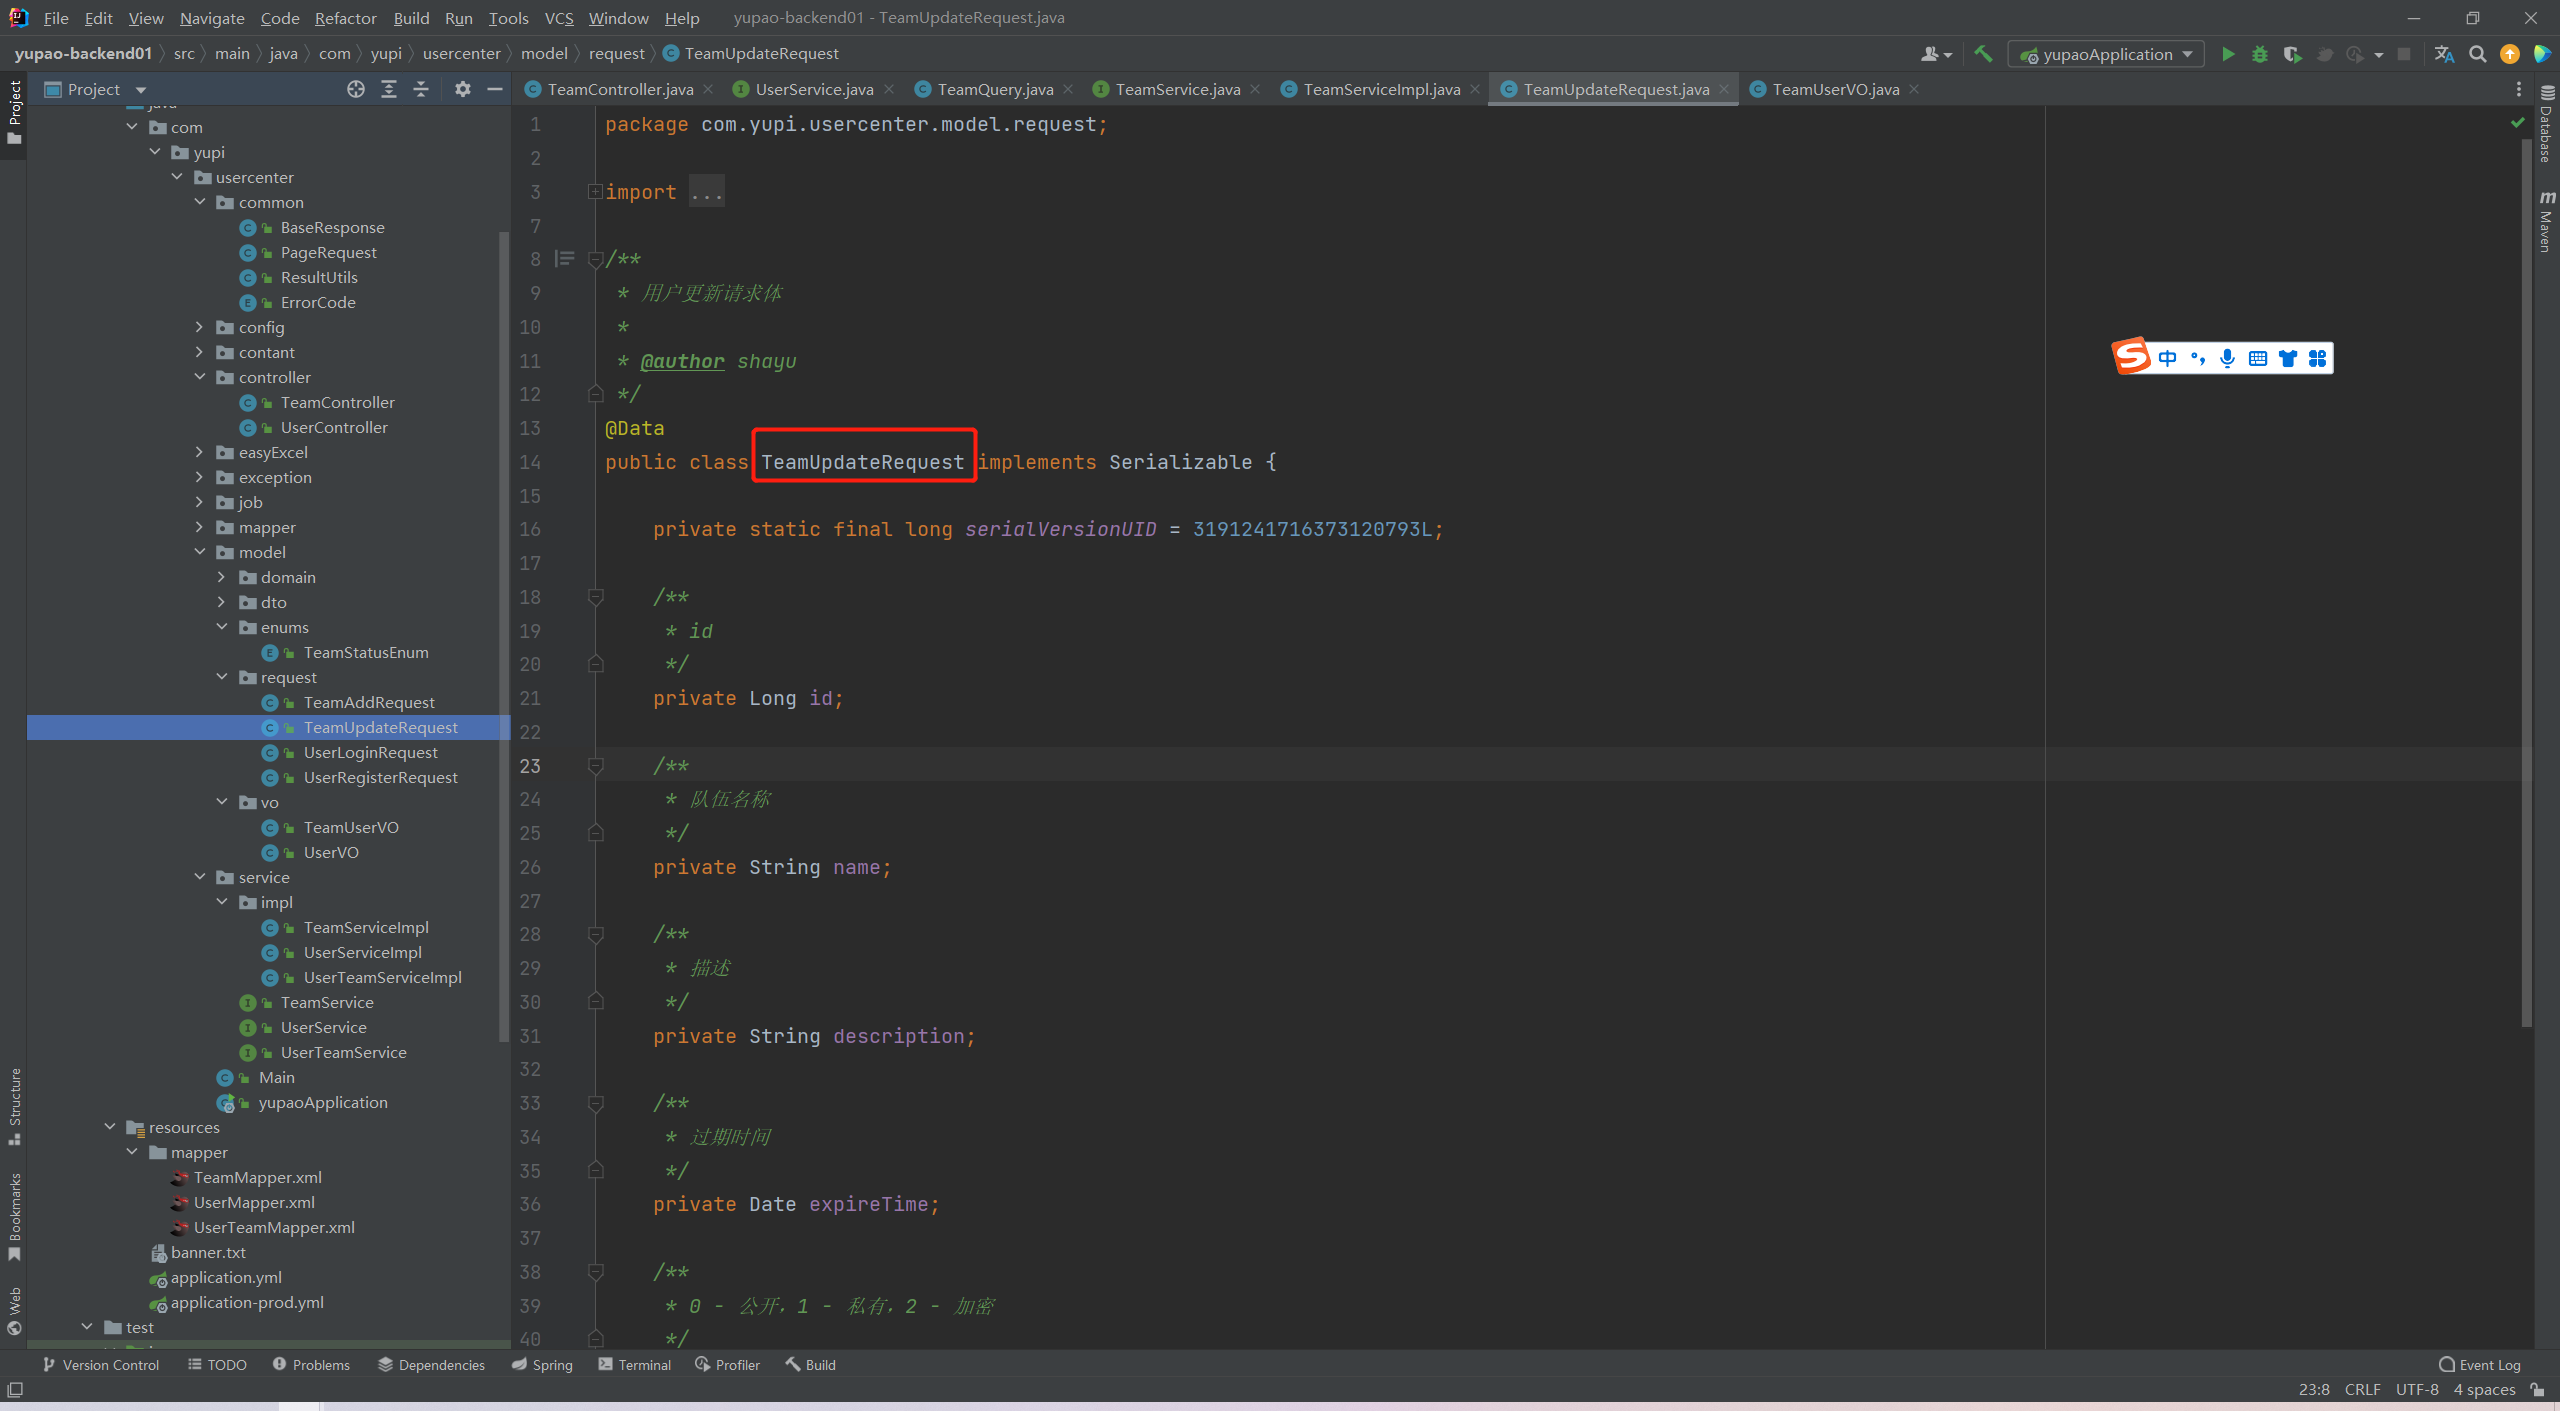 File Edit View Navigate Code Refactor Build Run Tools VCS Window Help yupao-backend01 - TeamUpdateRequest.java
yupao-backend01 src main java com yupi usercenter model request TeamUpdateRequest
yupaoApplication
Project
TeamController.java UserService.java TeamQuery.java TeamService.java TeamServiceImpl.java TeamUpdateRequest.java TeamUserVO.java
Project
Structure
Bookmarks
Web
java
com
yupi
usercenter
common
BaseResponse
PageRequest
ResultUtils
ErrorCode
config
contant
controller
TeamController
UserController
easyExcel
exception
job
mapper
model
domain
dto
enums
TeamStatusEnum
request
TeamAddRequest
TeamUpdateRequest
UserLoginRequest
UserRegisterRequest
vo
TeamUserVO
UserVO
service
impl
TeamServiceImpl
UserServiceImpl
UserTeamServiceImpl
TeamService
UserService
UserTeamService
Main
yupaoApplication
resources
mapper
TeamMapper.xml
UserMapper.xml
UserTeamMapper.xml
banner.txt
application.yml
application-prod.yml
test
1 package com.yupi.usercenter.model.request;
2
3 import ...
7
8 /**
9 * 用户更新请求体
10 *
11 * @author shayu
12 */
13 @Data
14 public class TeamUpdateRequest implements Serializable {
15
16 private static final long serialVersionUID = 3191241716373120793L;
17
18 /**
19 * id
20 */
21 private Long id;
22
23 /**
24 * 队伍名称
25 */
26 private String name;
27
28 /**
29 * 描述
30 */
31 private String description;
32
33 /**
34 * 过期时间
35 */
36 private Date expireTime;
37
38 /**
39 * 0 - 公开，1 - 私有，2 - 加密
40 */
中
Database
Maven
Version Control TODO Problems Dependencies Spring Terminal Profiler Build Event Log
23:8 CRLF UTF-8 4 spaces